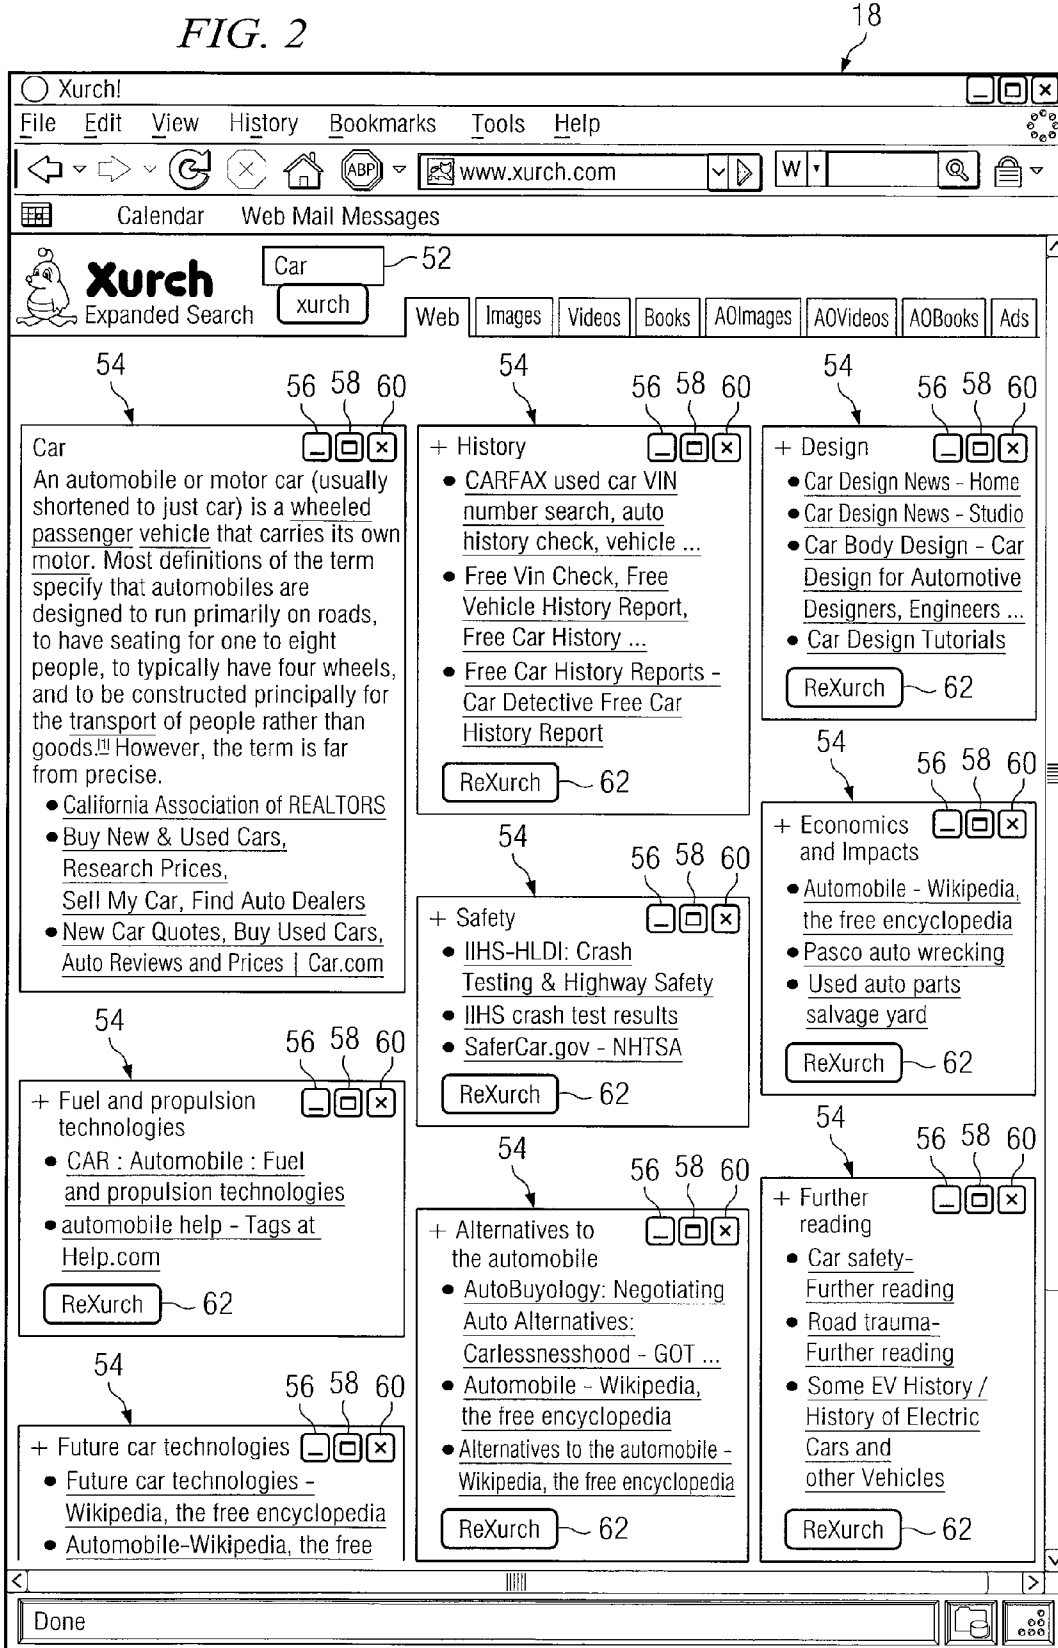 FIG. 2
18
Xurch!
File Edit View History Bookmarks Tools Help
ABP www.xurch.com W
Calendar Web Mail Messages
Xurch
Expanded Search
Car 52
xurch
Web Images Videos Books AOImages AOVideos AOBooks Ads
54 56 58 60
Car
An automobile or motor car (usually
shortened to just car) is a wheeled
passenger vehicle that carries its own
motor. Most definitions of the term
specify that automobiles are
designed to run primarily on roads,
to have seating for one to eight
people, to typically have four wheels,
and to be constructed principally for
the transport of people rather than
goods.[1] However, the term is far
from precise.
• California Association of REALTORS
• Buy New & Used Cars,
Research Prices,
Sell My Car, Find Auto Dealers
• New Car Quotes, Buy Used Cars,
Auto Reviews and Prices | Car.com
54 56 58 60
+ Fuel and propulsion
technologies
• CAR : Automobile : Fuel
and propulsion technologies
• automobile help - Tags at
Help.com
ReXurch 62
54 56 58 60
+ Future car technologies
• Future car technologies -
Wikipedia, the free encyclopedia
• Automobile-Wikipedia, the free
54 56 58 60
+ History
• CARFAX used car VIN
number search, auto
history check, vehicle ...
• Free Vin Check, Free
Vehicle History Report,
Free Car History ...
• Free Car History Reports -
Car Detective Free Car
History Report
ReXurch 62
54 56 58 60
+ Safety
• IIHS-HLDI: Crash
Testing & Highway Safety
• IIHS crash test results
• SaferCar.gov - NHTSA
ReXurch 62
54 56 58 60
+ Alternatives to
the automobile
• AutoBuyology: Negotiating
Auto Alternatives:
Carlessnesshood - GOT ...
• Automobile - Wikipedia,
the free encyclopedia
• Alternatives to the automobile -
Wikipedia, the free encyclopedia
ReXurch 62
54 56 58 60
+ Design
• Car Design News - Home
• Car Design News - Studio
• Car Body Design - Car
Design for Automotive
Designers, Engineers ...
• Car Design Tutorials
ReXurch 62
54 56 58 60
+ Economics
and Impacts
• Automobile - Wikipedia,
the free encyclopedia
• Pasco auto wrecking
• Used auto parts
salvage yard
ReXurch 62
54 56 58 60
+ Further
reading
• Car safety-
Further reading
• Road trauma-
Further reading
• Some EV History /
History of Electric
Cars and
other Vehicles
ReXurch 62
Done